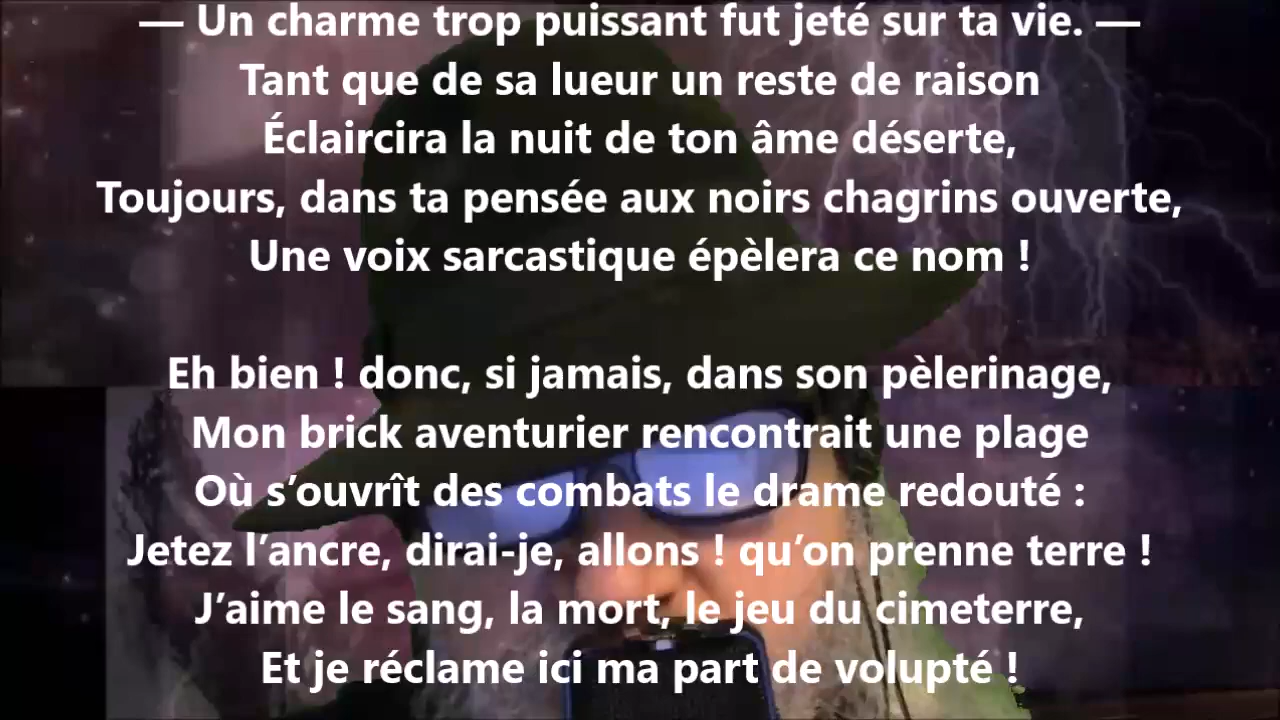 — Un charme trop puissant fut jeté sur ta vie. —
Tant que de sa lueur un reste de raison
Éclaircira la nuit de ton âme déserte,
Toujours, dans ta pensée aux noirs chagrins ouverte,
Une voix sarcastique épèlera ce nom !
Eh bien ! donc, si jamais, dans son pèlerinage,
Mon brick aventurier rencontrait une plage
Où s’ouvrît des combats le drame redouté :
Jetez l’ancre, dirai-je, allons ! qu’on prenne terre !
J’aime le sang, la mort, le jeu du cimeterre,
Et je réclame ici ma part de volupté !